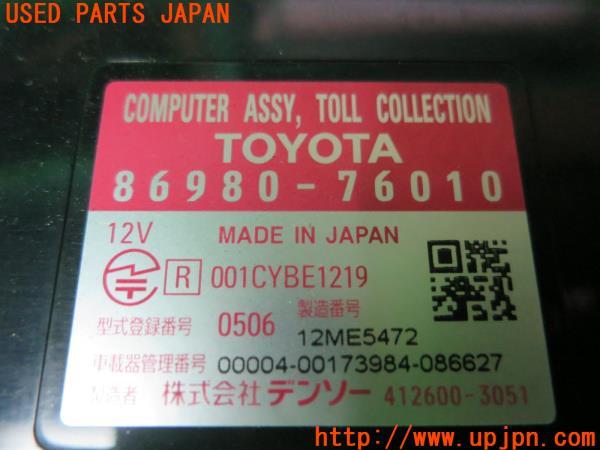 USED PARTS JAPAN
COMPUTER ASSY, TOLL COLLECTION
TOYOTA
86980-76010
12V MADE IN JAPAN
R 001CYBE1219
型式登録番号 0506 製造番号 12ME5472
車載器管理番号 00004-00173984-086627
製造者 株式会社デンソー 412600-3051
http://www.upjpn.com